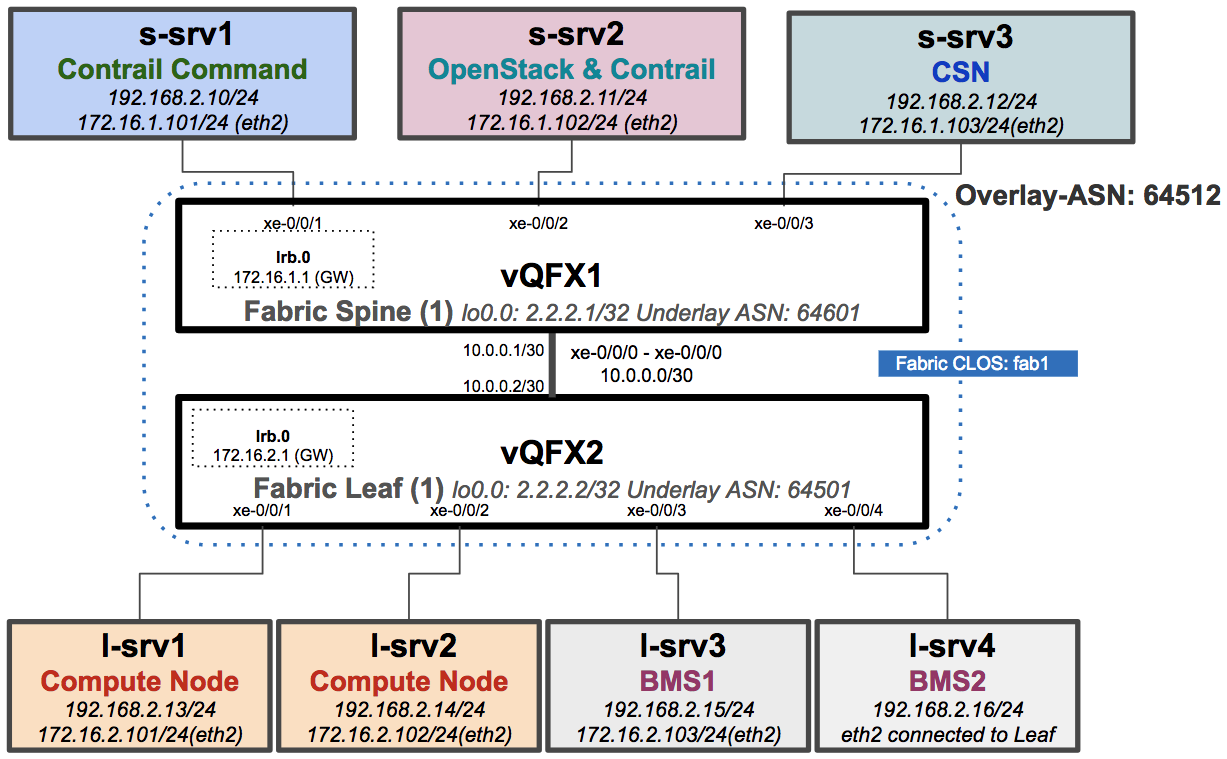 s-srv1
Contrail Command
192.168.2.10/24
172.16.1.101/24 (eth2)
s-srv2
OpenStack & Contrail
192.168.2.11/24
172.16.1.102/24 (eth2)
s-srv3
CSN
192.168.2.12/24
172.16.1.103/24(eth2)
Overlay-ASN: 64512
xe-0/0/1
xe-0/0/2
xe-0/0/3
Irb.0
172.16.1.1 (GW)
vQFX1
Fabric Spine (1) lo0.0: 2.2.2.1/32 Underlay ASN: 64601
10.0.0.1/30
xe-0/0/0 - xe-0/0/0
10.0.0.0/30
10.0.0.2/30
Fabric CLOS: fab1
Irb.0
172.16.2.1 (GW)
vQFX2
Fabric Leaf (1) lo0.0: 2.2.2.2/32 Underlay ASN: 64501
xe-0/0/1
xe-0/0/2
xe-0/0/3
xe-0/0/4
l-srv1
Compute Node
192.168.2.13/24
172.16.2.101/24(eth2)
l-srv2
Compute Node
192.168.2.14/24
172.16.2.102/24(eth2)
l-srv3
BMS1
192.168.2.15/24
172.16.2.103/24(eth2)
l-srv4
BMS2
192.168.2.16/24
eth2 connected to Leaf